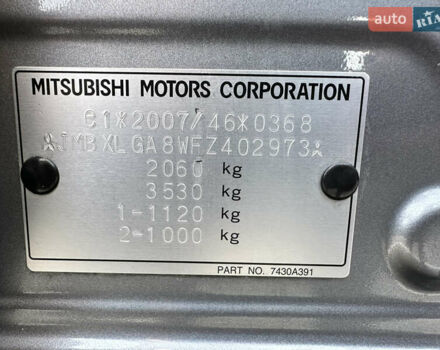 auto RIA
MITSUBISHI MOTORS CORPORATION
e1*2007/46*0368
*JMBXLGA8WFZ402973*
2060 kg
3530 kg
1-1120 kg
2-1000 kg
PART NO. 7430A391